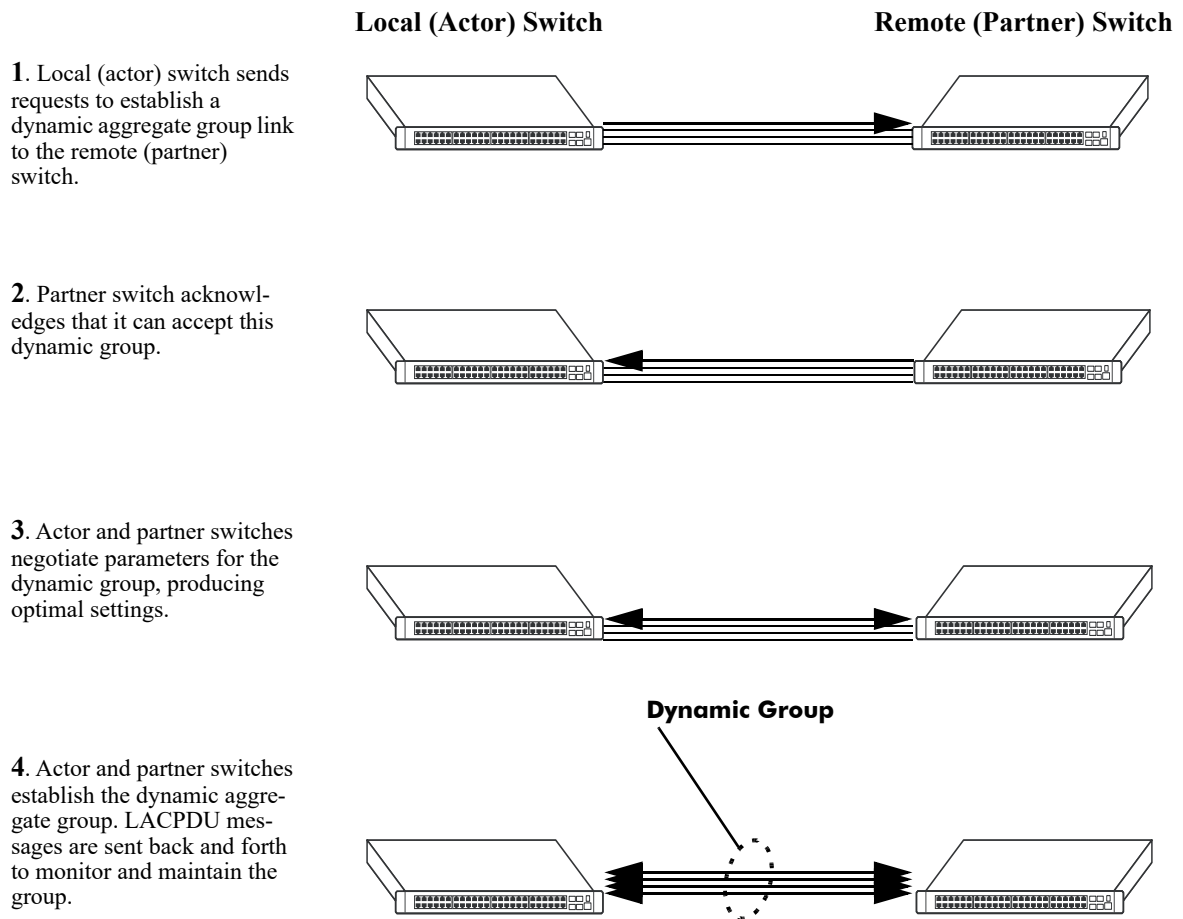 Local (Actor) Switch
Remote (Partner) Switch
1. Local (actor) switch sends
requests to establish a
dynamic aggregate group link
to the remote (partner)
switch.
2. Partner switch acknowl-
edges that it can accept this
dynamic group.
3. Actor and partner switches
negotiate parameters for the
dynamic group, producing
optimal settings.
Dynamic Group
4. Actor and partner switches
establish the dynamic aggre-
gate group. LACPDU mes-
sages are sent back and forth
to monitor and maintain the
group.